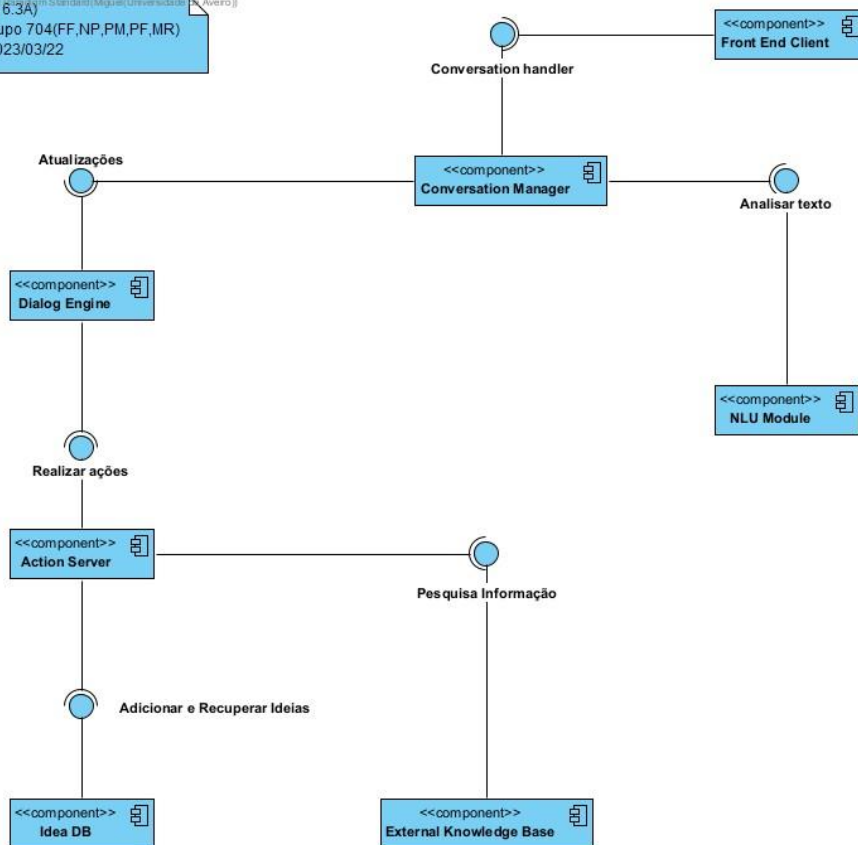 6.3A)
upo 704(FF,NP,PM,PF,MR)
023/03/22
<<component>>
Front End Client
Conversation handler
Atualizações
<<component>>
Conversation Manager
Analisar texto
<<component>>
Dialog Engine
<<component>>
NLU Module
Realizar ações
<<component>>
Action Server
Pesquisa Informação
Adicionar e Recuperar Ideias
<<component>>
Idea DB
<<component>>
External Knowledge Base